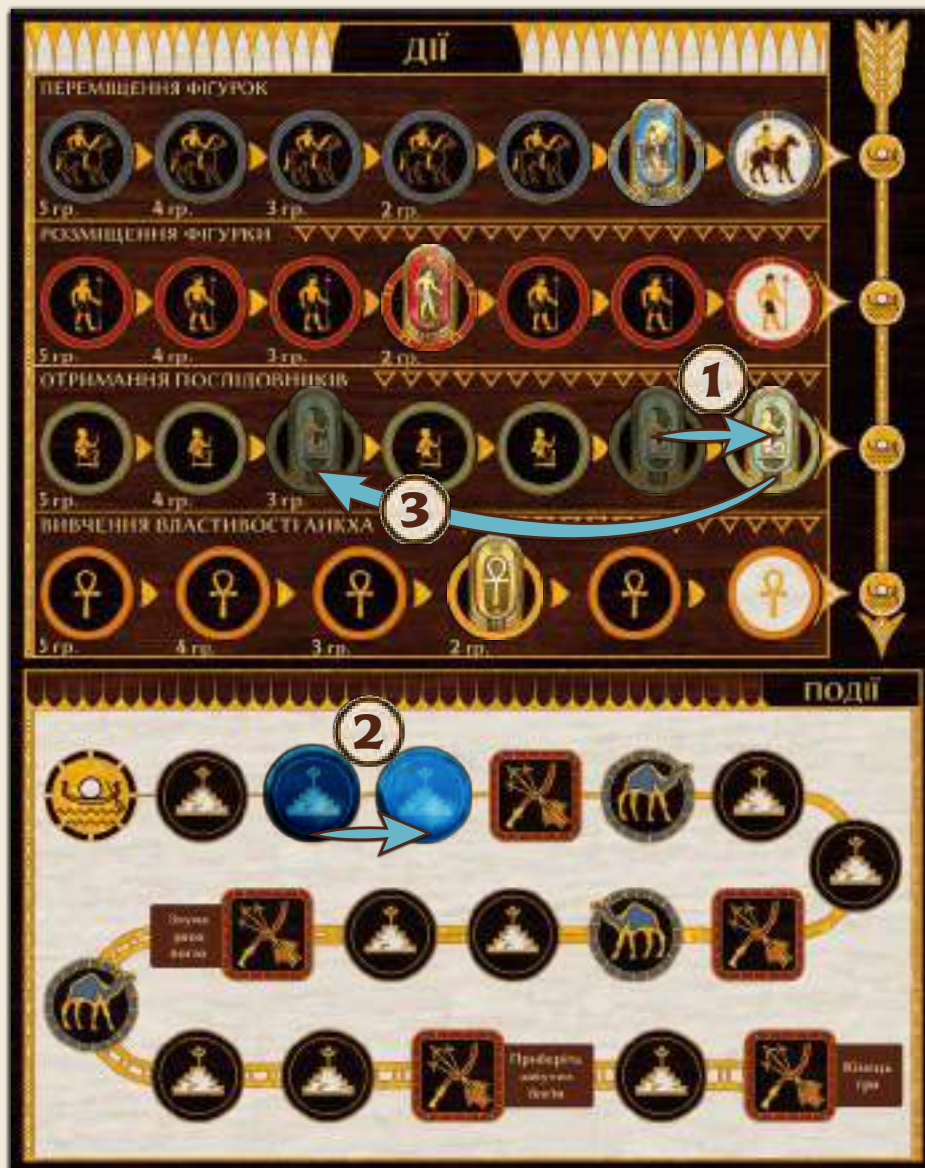 ДІЇ
ПЕРЕМІЩЕННЯ ФІГУРОК
5 гр. 4 гр. 3 гр. 2 гр.
РОЗМІЩЕННЯ ФІГУРКИ
5 гр. 4 гр. 3 гр. 2 гр.
ОТРИМАННЯ ПОСЛІДОВНИКІВ
1
5 гр. 4 гр. 3 гр.
3
ВИВЧЕННЯ ВЛАСТИВОСТІ АНКХА
5 гр. 4 гр. 3 гр. 2 гр.
ПОДІЇ
2
Приберіть
Кінець
гри